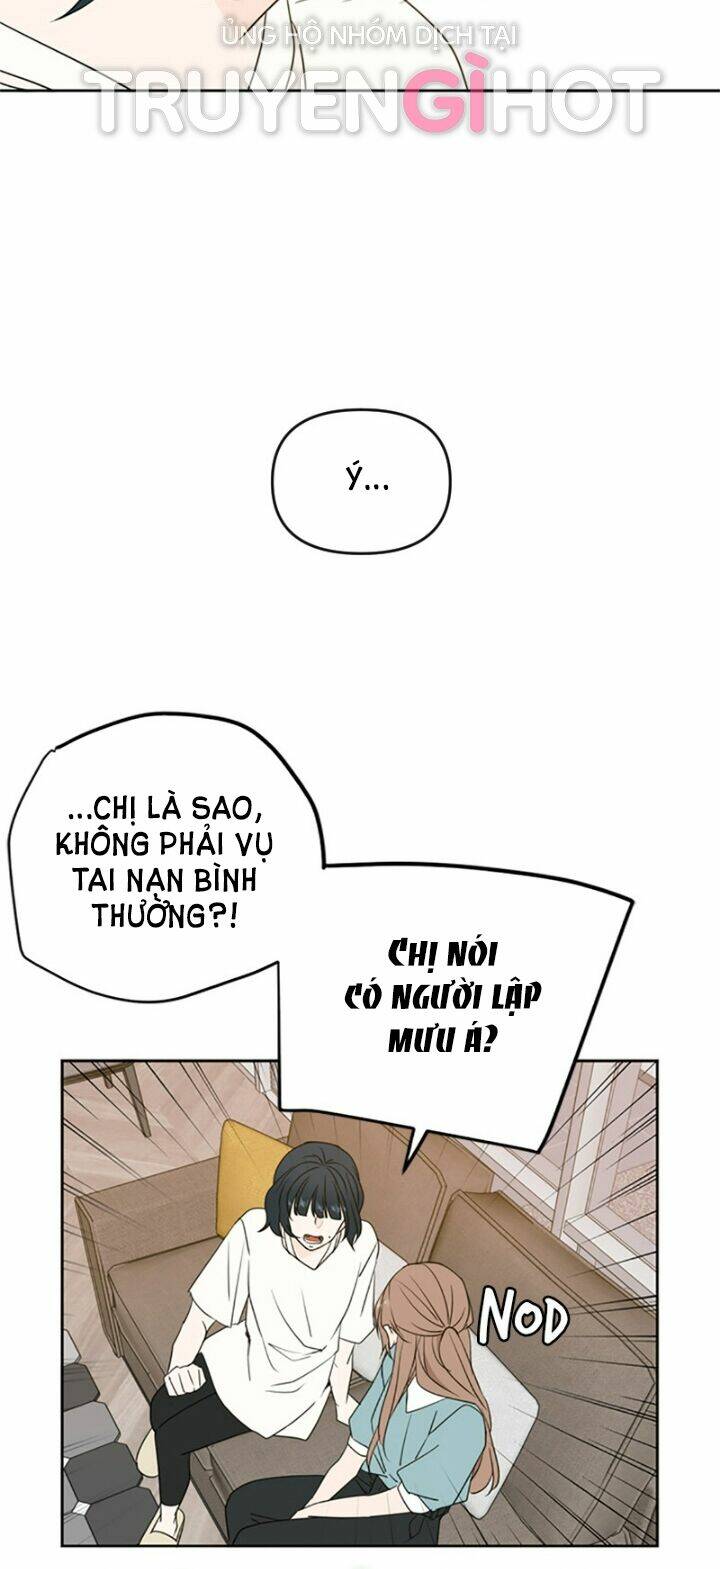 ỦNG HỘ NHÓM DỊCH TẠI
TRUYENGIHOT
Ý...
...CHỊ LÀ SAO,
KHÔNG PHẢI VỤ
TAI NẠN BÌNH
THƯỜNG?!
CHỊ NÓI
CÓ NGƯỜI LẬP
MƯU Á?
NOD